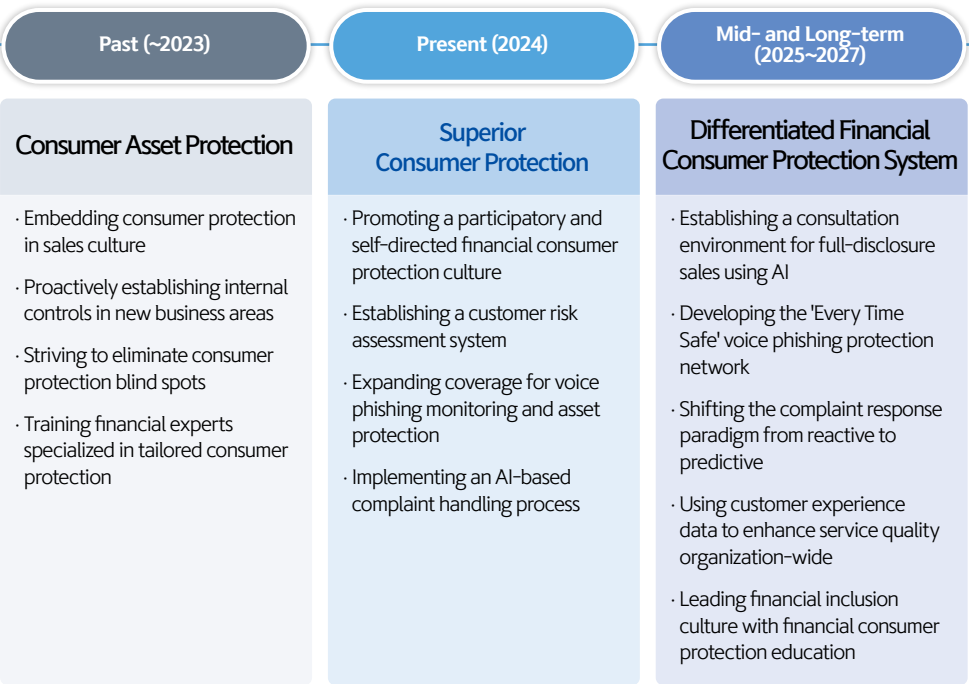 Past (~2023)
Present (2024)
Mid- and Long-term
(2025~2027)
Consumer Asset Protection
· Embedding consumer protection
in sales culture
· Proactively establishing internal
controls in new business areas
· Striving to eliminate consumer
protection blind spots
· Training financial experts
specialized in tailored consumer
protection
Superior
Consumer Protection
· Promoting a participatory and
self-directed financial consumer
protection culture
· Establishing a customer risk
assessment system
· Expanding coverage for voice
phishing monitoring and asset
protection
· Implementing an AI-based
complaint handling process
Differentiated Financial
Consumer Protection System
· Establishing a consultation
environment for full-disclosure
sales using AI
· Developing the 'Every Time
Safe' voice phishing protection
network
· Shifting the complaint response
paradigm from reactive to
predictive
· Using customer experience
data to enhance service quality
organization-wide
· Leading financial inclusion
culture with financial consumer
protection education